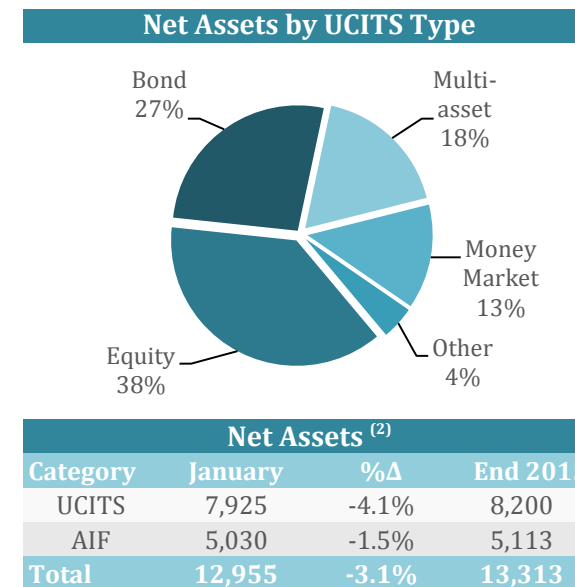 Net Assets by UCITS Type
Bond
27%
Multi-
asset
18%
Money
Market
13%
Other
4%
Equity
38%
Net Assets (2)
Category January %Δ End
UCITS 7,925 -4.1% 8,200
AIF 5,030 -1.5% 5,113
Total 12,955 -3.1% 13,313